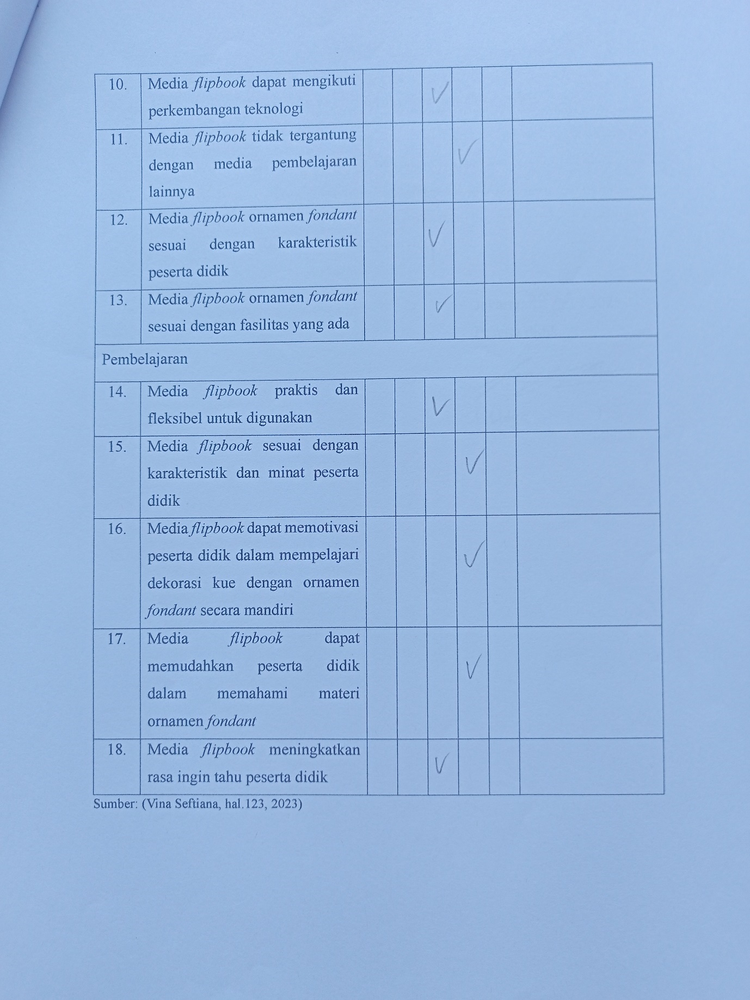 10. Media flipbook dapat mengikuti
perkembangan teknologi
11. Media flipbook tidak tergantung
dengan media pembelajaran
lainnya
12. Media flipbook ornamen fondant
sesuai dengan karakteristik
peserta didik
13. Media flipbook ornamen fondant
sesuai dengan fasilitas yang ada
Pembelajaran
14. Media flipbook praktis dan
fleksibel untuk digunakan
15. Media flipbook sesuai dengan
karakteristik dan minat peserta
didik
16. Media flipbook dapat memotivasi
peserta didik dalam mempelajari
dekorasi kue dengan ornamen
fondant secara mandiri
17. Media flipbook dapat
memudahkan peserta didik
dalam memahami materi
ornamen fondant
18. Media flipbook meningkatkan
rasa ingin tahu peserta didik
Sumber: (Vina Seftiana, hal.123, 2023)